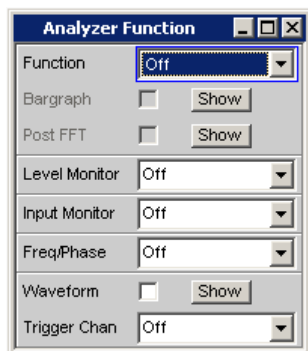 Analyzer Function
Function Off
Bargraph Show
Post FFT Show
Level Monitor Off
Input Monitor Off
Freq/Phase Off
Waveform Show
Trigger Chan Off